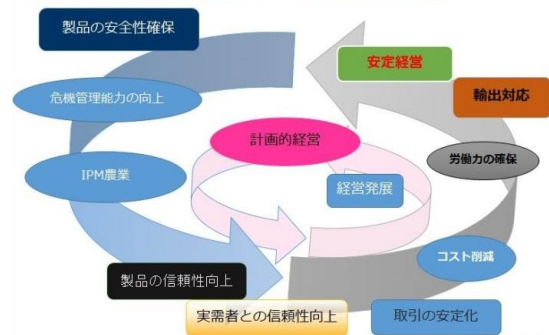 製品の安全性確保
安定経営
危機管理能力の向上
輸出対応
計画的経営
労働力の確保
IPM農業
経営発展
コスト削減
製品の信頼性向上
実需者との信頼性向上
取引の安定化